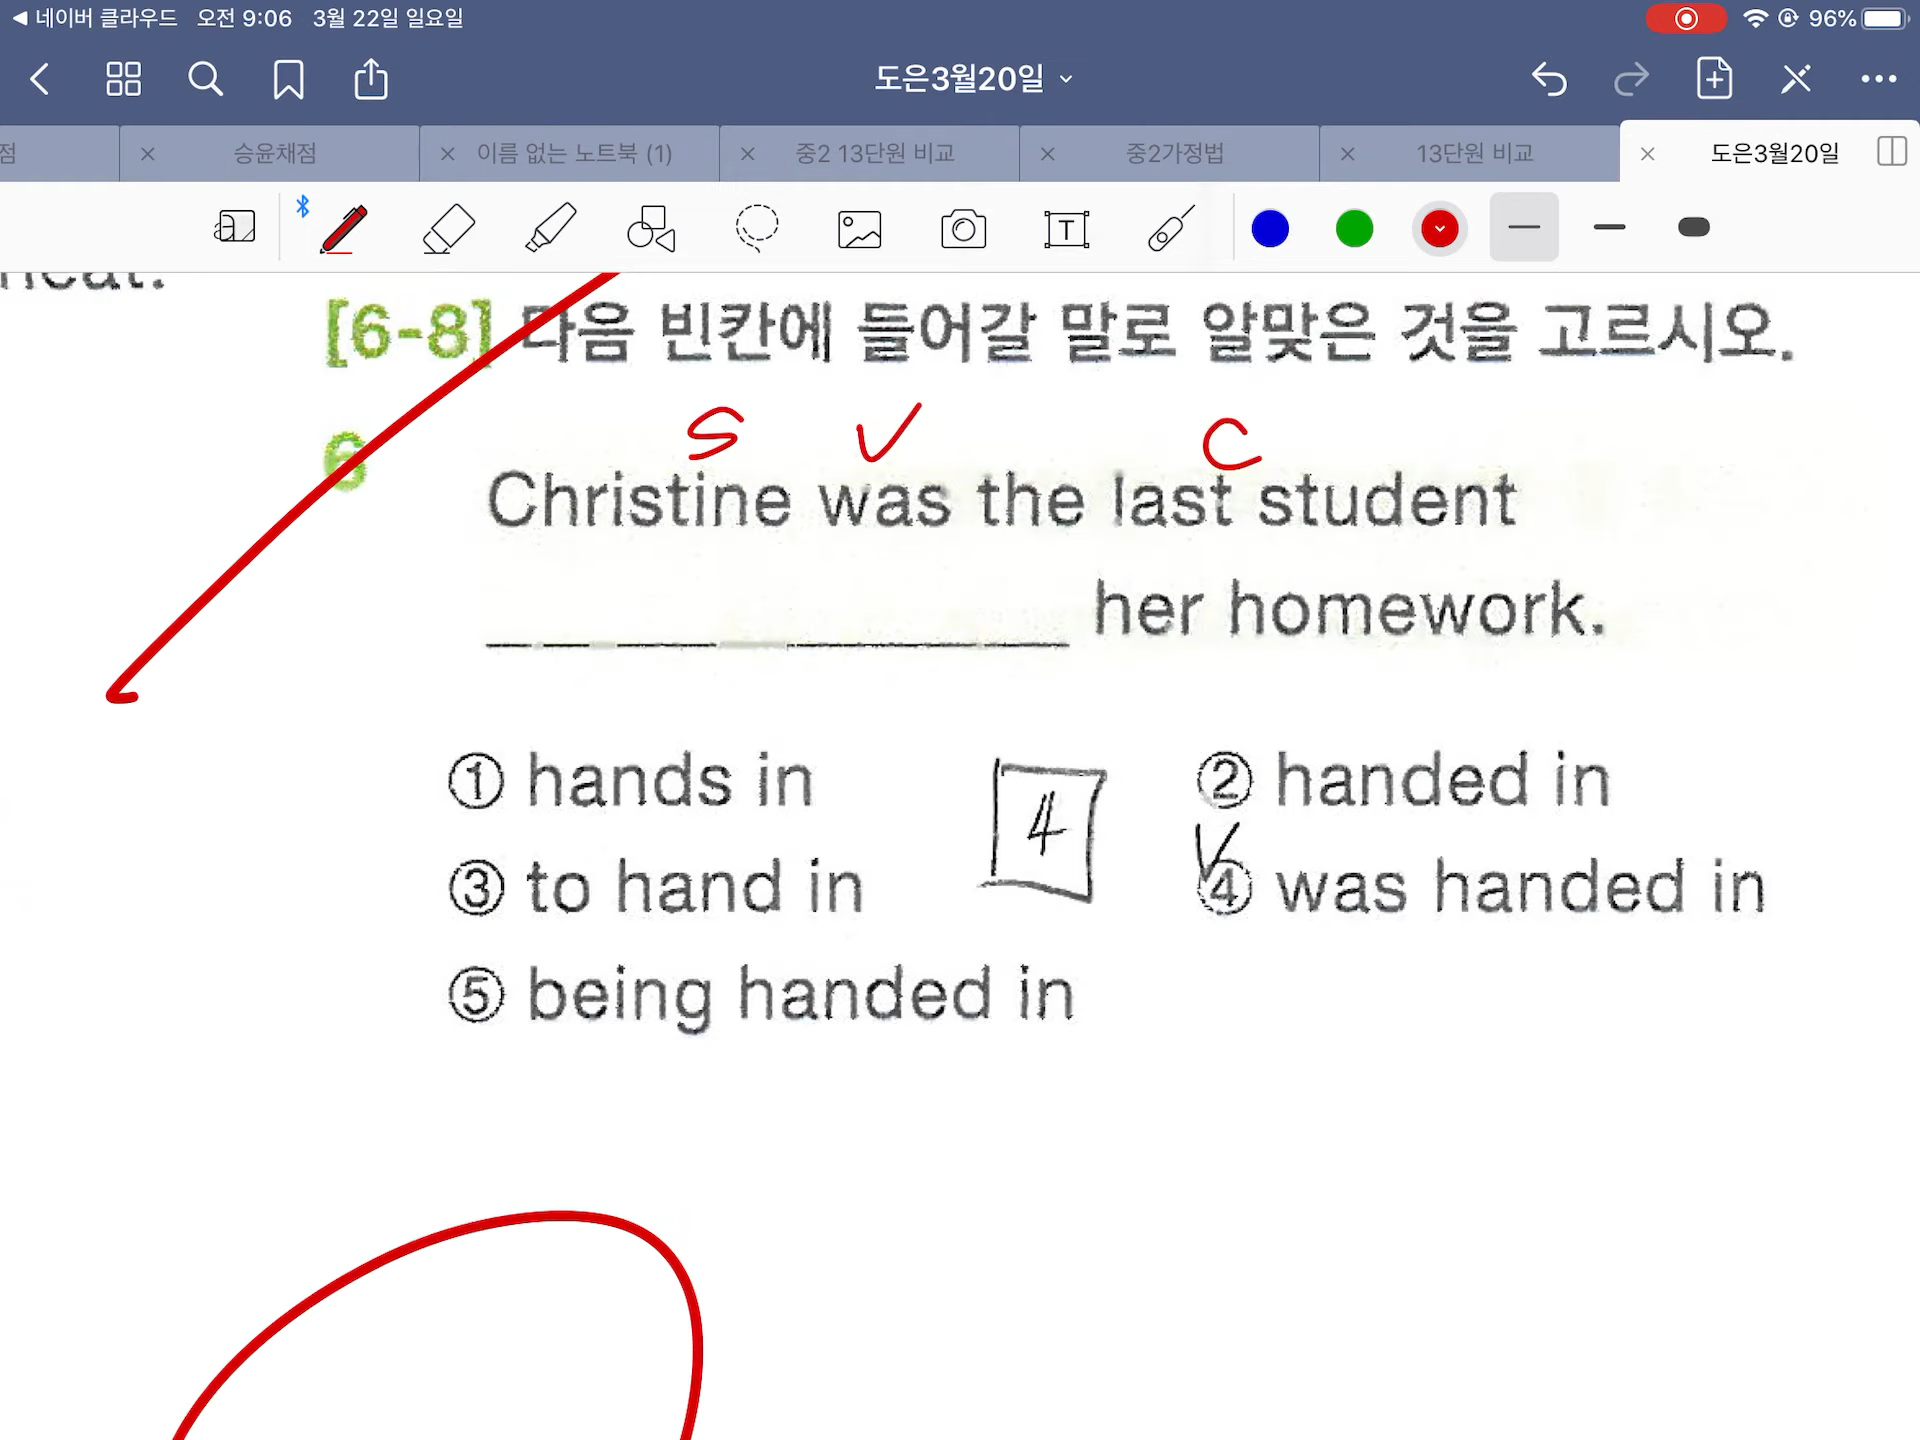 ◀ 네이버 클라우드 오전 9:06 3월 22일 일요일 96%
도은3월20일
점 승윤채점 이름 없는 노트북 (1) 중2 13단원 비교 중2가정법 13단원 비교 도은3월20일
[6-8] 다음 빈칸에 들어갈 말로 알맞은 것을 고르시오.
S V C
6 Christine was the last student
her homework.
① hands in ② handed in
4
③ to hand in ④ was handed in
⑤ being handed in